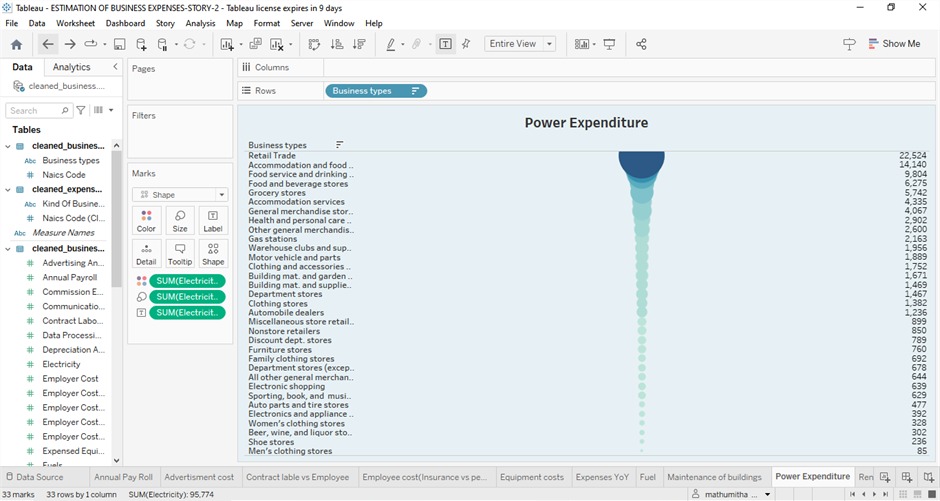 Tableau - ESTIMATION OF BUSINESS EXPENSES-STORY-2 - Tableau license expires in 9 days
File Data Worksheet Dashboard Story Analysis Map Format Server Window Help
Entire View Show Me
Data Analytics
cleaned_business....
Search
Tables
cleaned_busines...
Abc Business types
# Naics Code
cleaned_expens...
Abc Kind Of Busine...
# Naics Code (Cl...
Abc Measure Names
cleaned_busines...
# Advertising An...
# Annual Payroll
# Commission E...
# Communicatio...
# Contract Labo...
# Data Processi...
# Depreciation A...
# Electricity
# Employer Cost
# Employer Cost...
# Employer Cost...
# Employer Cost...
# Expensed Equi...
# Fuels
Pages
Filters
Marks
Shape
Color Size Label
Detail Tooltip Shape
SUM(Electricit..
SUM(Electricit..
SUM(Electricit..
Columns
Rows Business types
Power Expenditure
Business types
Retail Trade 22,524
Accommodation and food .. 14,140
Food service and drinking .. 9,804
Food and beverage stores 6,275
Grocery stores 5,742
Accommodation services 4,335
General merchandise stor.. 4,067
Health and personal care .. 2,902
Other general merchandis.. 2,600
Gas stations 2,163
Warehouse clubs and sup.. 1,956
Motor vehicle and parts 1,889
Clothing and accessories .. 1,752
Building mat. and garden .. 1,671
Building mat. and supplie.. 1,469
Department stores 1,467
Clothing stores 1,382
Automobile dealers 1,236
Miscellaneous store retail.. 899
Nonstore retailers 850
Discount dept. stores 789
Furniture stores 760
Family clothing stores 692
Department stores (excep.. 678
All other general merchan.. 644
Electronic shopping 639
Sporting, book, and musi.. 629
Auto parts and tire stores 477
Electronics and appliance .. 392
Women's clothing stores 328
Beer, wine, and liquor sto.. 302
Shoe stores 236
Men's clothing stores 85
Data Source Annual Pay Roll Advertisment cost Contract lable vs Employee Employee cost(Insurance vs pe... Equipment costs Expenses YoY Fuel Maintenance of buildings Power Expenditure Ren
33 marks 33 rows by 1 column SUM(Electricity): 95,774 mathumitha ...